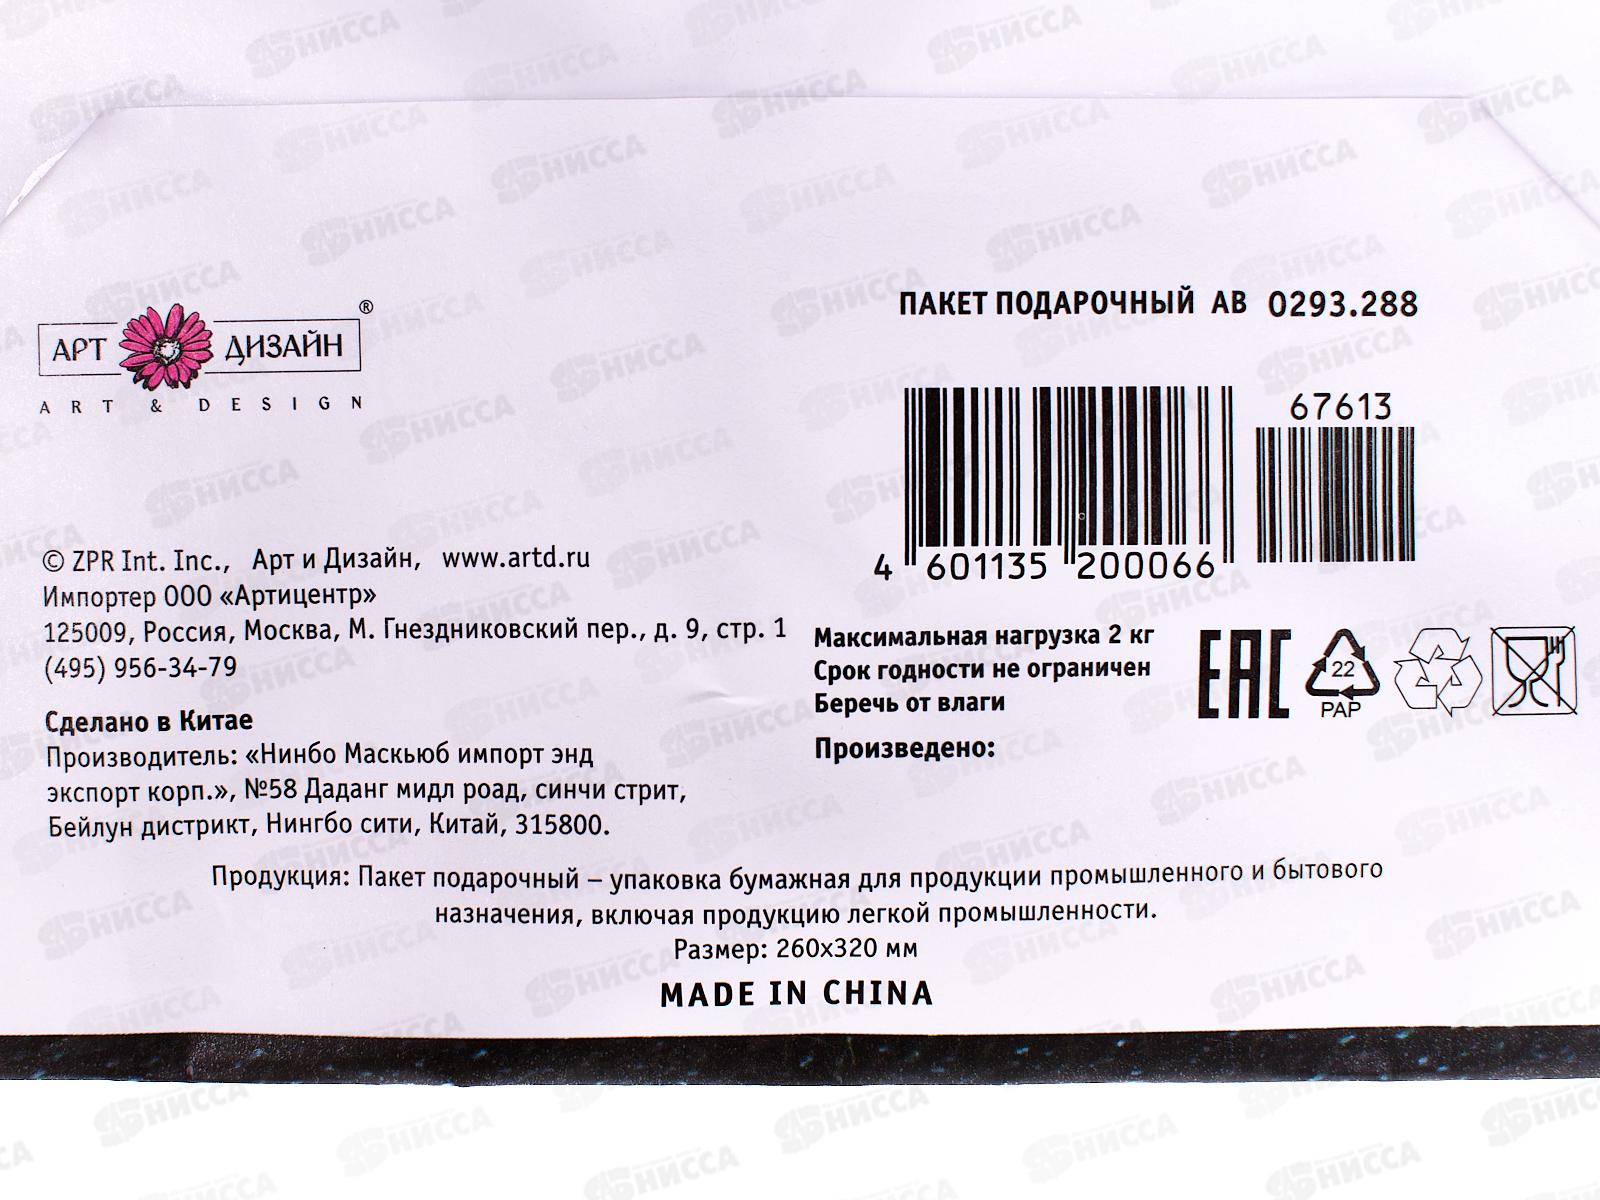 АРТ ДИЗАЙН ®
ART & DESIGN
ПАКЕТ ПОДАРОЧНЫЙ АВ 0293.288
67613
4 601135 200066
© ZPR Int. Inc., Арт и Дизайн, www.artd.ru
Импортер ООО «Артицентр»
125009, Россия, Москва, М. Гнездниковский пер., д. 9, стр. 1
(495) 956-34-79
Сделано в Китае
Производитель: «Нинбо Маскьюб импорт энд
экспорт корп.», №58 Даданг мидл роад, синчи стрит,
Бейлун дистрикт, Нингбо сити, Китай, 315800.
Максимальная нагрузка 2 кг
Срок годности не ограничен
Беречь от влаги
Произведено:
EAC
22
PAP
Продукция: Пакет подарочный – упаковка бумажная для продукции промышленного и бытового
назначения, включая продукцию легкой промышленности.
Размер: 260х320 мм
MADE IN CHINA
НИССА